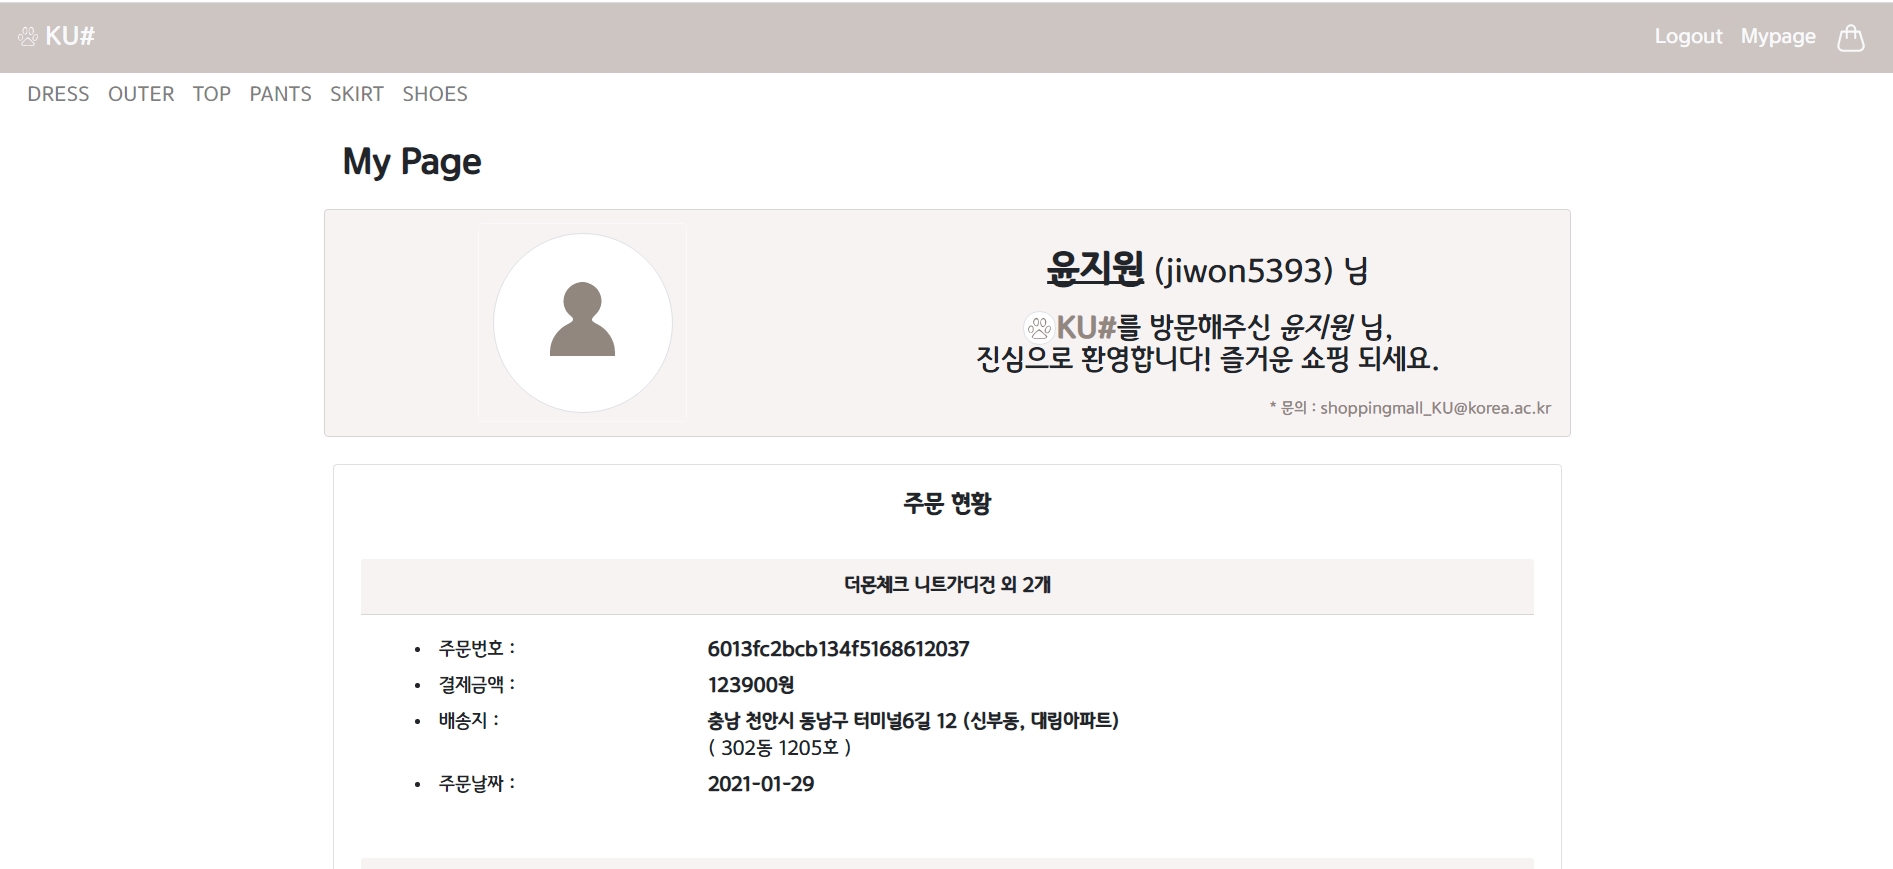 KU#
Logout Mypage
DRESS OUTER TOP PANTS SKIRT SHOES
My Page
윤지원 (jiwon5393) 님
KU#를 방문해주신 윤지원 님,
진심으로 환영합니다! 즐거운 쇼핑 되세요.
* 문의 : shoppingmall_KU@korea.ac.kr
주문 현황
더몬체크 니트가디건 외 2개
• 주문번호 : 6013fc2bcb134f5168612037
• 결제금액 : 123900원
• 배송지 : 충남 천안시 동남구 터미널6길 12 (신부동, 대림아파트)
( 302동 1205호 )
• 주문날짜 : 2021-01-29